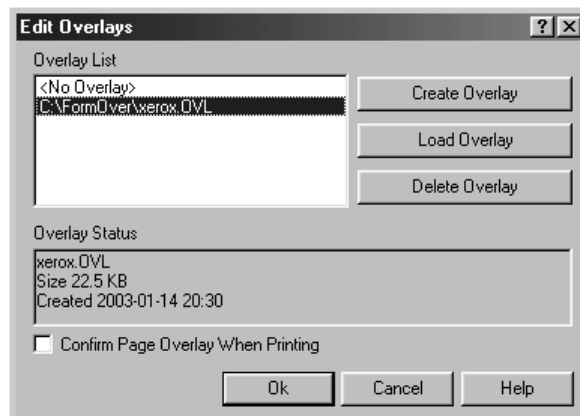 Edit Overlays
Overlay List
<No Overlay>
C:\FormOver\xerox.OVL
Create Overlay
Load Overlay
Delete Overlay
Overlay Status
xerox.OVL
Size 22.5 KB
Created 2003-01-14 20:30
Confirm Page Overlay When Printing
Ok
Cancel
Help